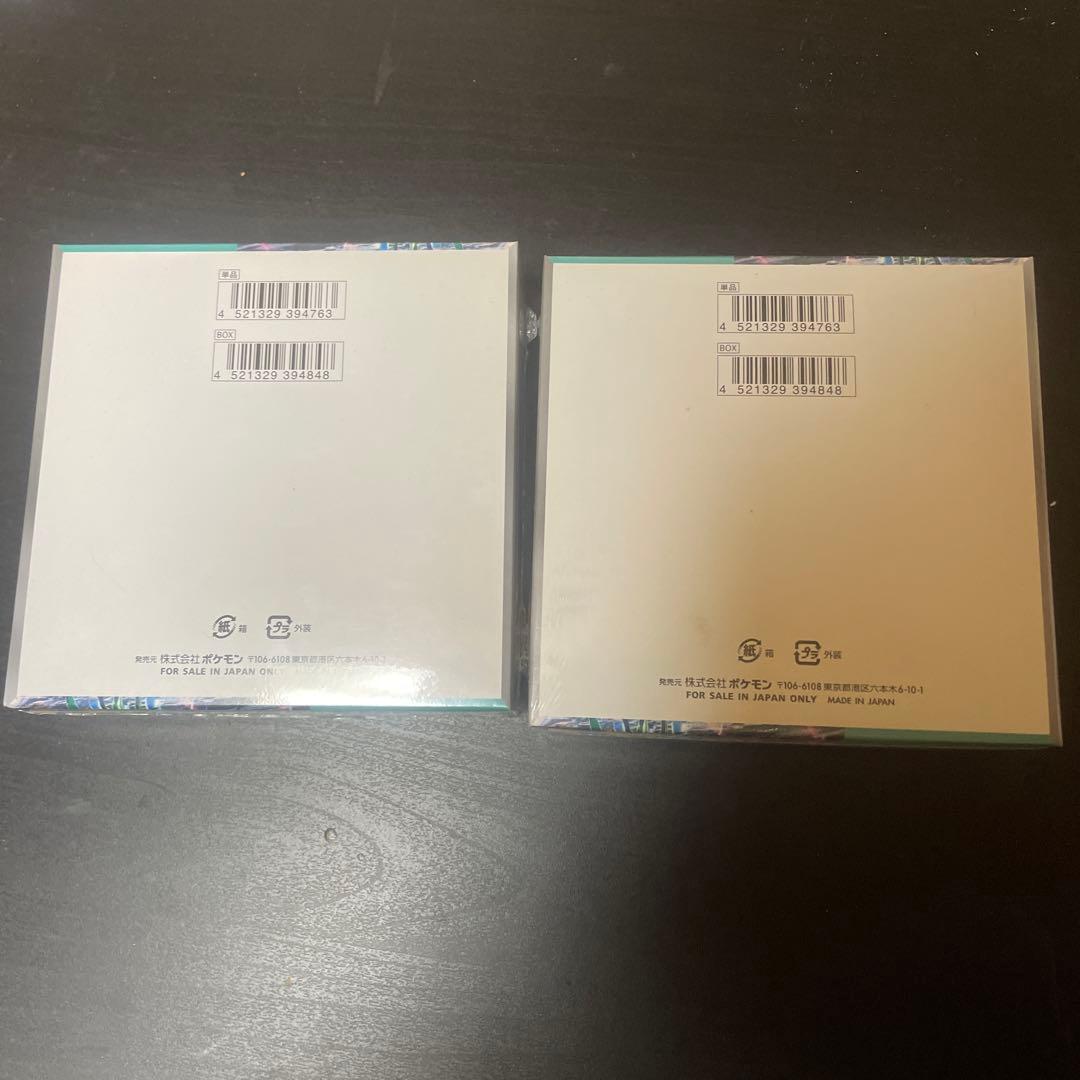 単品
4 521329 394763
BOX
4 521329 394848
紙 箱 プラ 外装
発売元 株式会社ポケモン 〒106-6108 東京都港区六本木6-10-1
FOR SALE IN JAPAN ONLY
単品
4 521329 394763
BOX
4 521329 394848
紙 箱 プラ 外装
発売元 株式会社ポケモン 〒106-6108 東京都港区六本木6-10-1
FOR SALE IN JAPAN ONLY MADE IN JAPAN